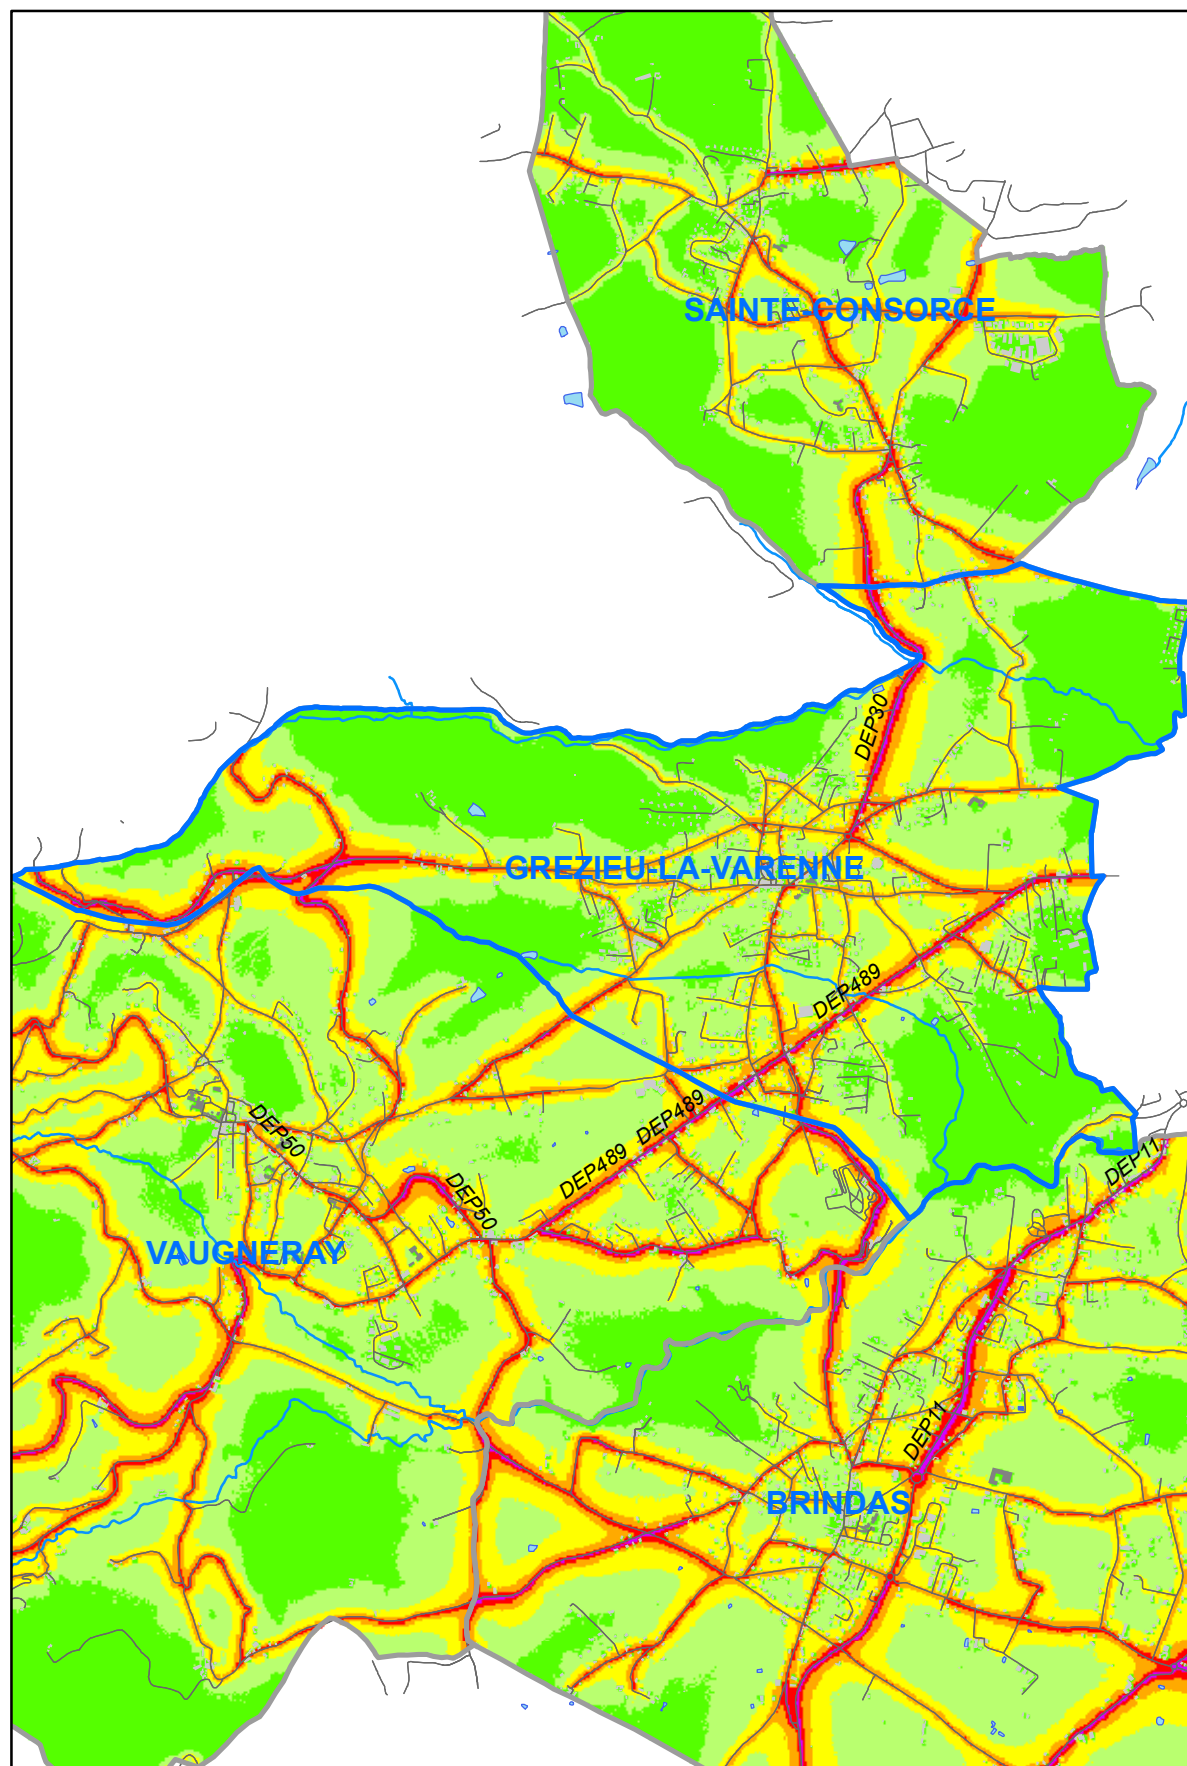 SAINTE-CONSORCE
DEP30
GREZIEU-LA-VARENNE
DEP489
DEP489
DEP489
DEP50
DEP50
DEP11
VAUGNERAY
DEP11
BRINDAS